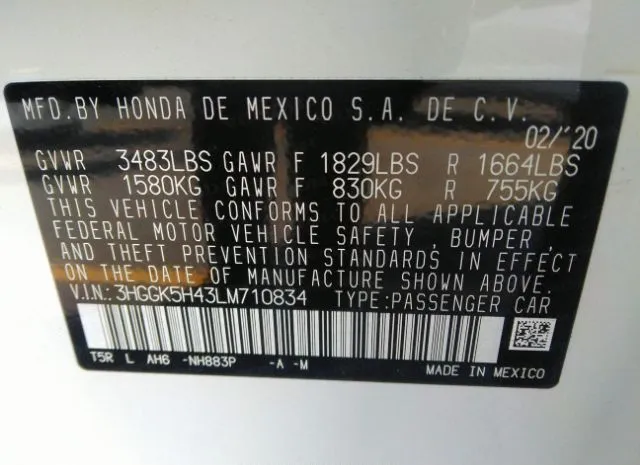 MFD.BY HONDA DE MEXICO S.A. DE C.V.
02/'20
GVWR 3483LBS GAWR F 1829LBS R 1664LBS
GVWR 1580KG GAWR F 830KG R 755KG
THIS VEHICLE CONFORMS TO ALL APPLICABLE
FEDERAL MOTOR VEHICLE SAFETY , BUMPER ,
AND THEFT PREVENTION STANDARDS IN EFFECT
ON THE DATE OF MANUFACTURE SHOWN ABOVE.
V.I.N.: 3HGGK5H43LM710834 TYPE:PASSENGER CAR
T5R L AH6 -NH883P -A -M
MADE IN MEXICO